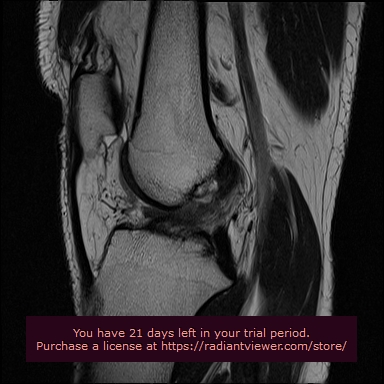 You have 21 days left in your trial period.
Purchase a license at https://radiantviewer.com/store/